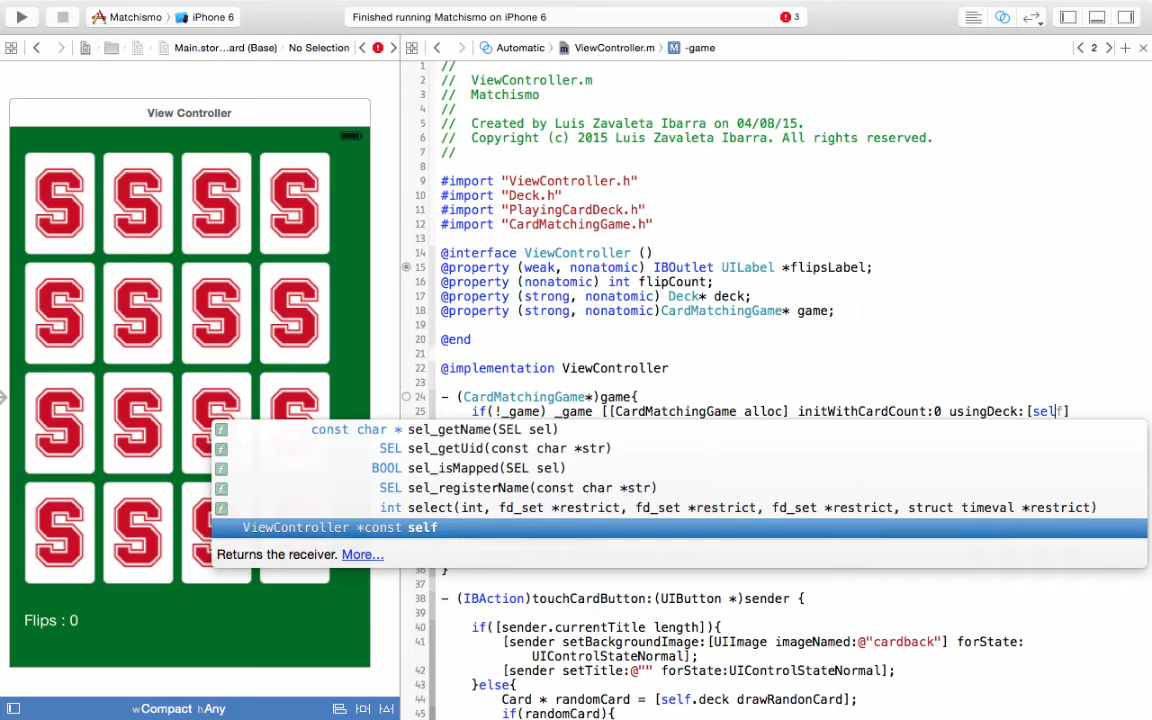 Matchismo
iPhone 6
Finished running Matchismo on iPhone 6
3
Main.stor...ard (Base)
No Selection
Automatic
ViewController.m
M
-game
2
View Controller
S S S S
S S S S
S S S S
S S S S
Flips : 0
wCompact hAny
1 //
2 //  ViewController.m
3 //  Matchismo
4 //
5 //  Created by Luis Zavaleta Ibarra on 04/08/15.
6 //  Copyright (c) 2015 Luis Zavaleta Ibarra. All rights reserved.
7 //
8
9 #import "ViewController.h"
10 #import "Deck.h"
11 #import "PlayingCardDeck.h"
12 #import "CardMatchingGame.h"
13
14 @interface ViewController ()
15 @property (weak, nonatomic) IBOutlet UILabel *flipsLabel;
16 @property (nonatomic) int flipCount;
17 @property (strong, nonatomic) Deck* deck;
18 @property (strong, nonatomic)CardMatchingGame* game;
19
20 @end
21
22 @implementation ViewController
23
24 - (CardMatchingGame*)game{
25 if(!_game) _game [[CardMatchingGame alloc] initWithCardCount:0 usingDeck:[self]
f const char * sel_getName(SEL sel)
f SEL sel_getUid(const char *str)
f BOOL sel_isMapped(SEL sel)
f SEL sel_registerName(const char *str)
f int select(int, fd_set *restrict, fd_set *restrict, fd_set *restrict, struct timeval *restrict)
ViewController *const self
Returns the receiver. More...
36 }
37
38 - (IBAction)touchCardButton:(UIButton *)sender {
39
40 if([sender.currentTitle length]){
41 [sender setBackgroundImage:[UIImage imageNamed:@"cardback"] forState:
UIControlStateNormal];
42 [sender setTitle:@"" forState:UIControlStateNormal];
43 }else{
44 Card * randomCard = [self.deck drawRandonCard];
45 if(randomCard){